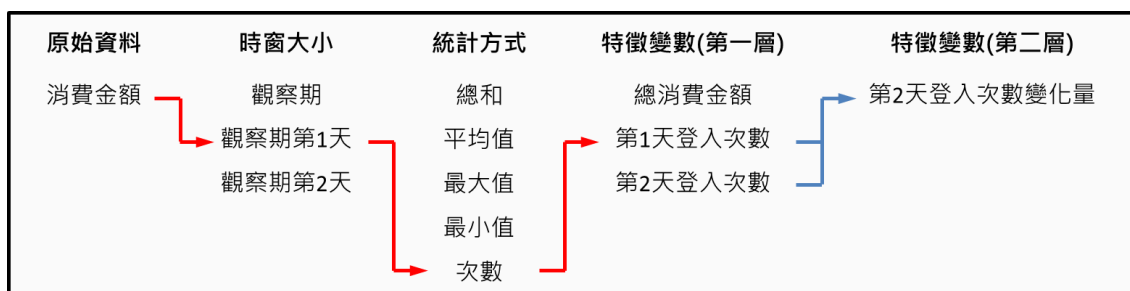 原始資料 時窗大小 統計方式 特徵變數(第一層) 特徵變數(第二層)
消費金額 觀察期 總和 總消費金額 第2天登入次數變化量
觀察期第1天 平均值 第1天登入次數
觀察期第2天 最大值 第2天登入次數
最小值
次數